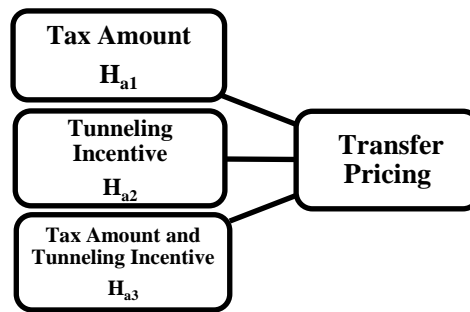 Tax Amount
Ha1
Tunneling
Incentive
Ha2
Tax Amount and
Tunneling Incentive
Ha3
Transfer
Pricing